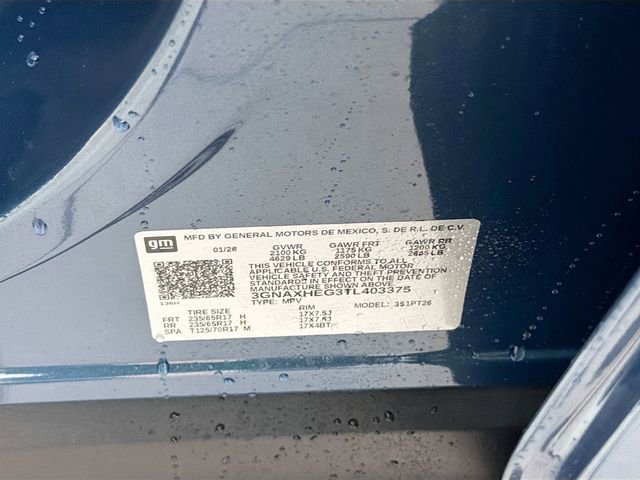 gm
MFD BY GENERAL MOTORS DE MEXICO, S. DE R.L. DE C.V.
01/26 GVWR GAWR FRT GAWR RR
2100 KG 1175 KG 1200 KG
4629 LB 2590 LB 2645 LB
THIS VEHICLE CONFORMS TO ALL
APPLICABLE U.S. FEDERAL MOTOR
VEHICLE SAFETY AND THEFT PREVENTION
STANDARDS IN EFFECT ON THE DATE OF
MANUFACTURE SHOWN ABOVE.
3GNAXHEG3TL403375
TYPE: MPV MODEL: 3S1PT26
TIRE SIZE RIM
FRT 235/65R17 H 17X7.5J
RR 235/65R17 H 17X7.5J
SPA T125/70R17 M 17X4BT